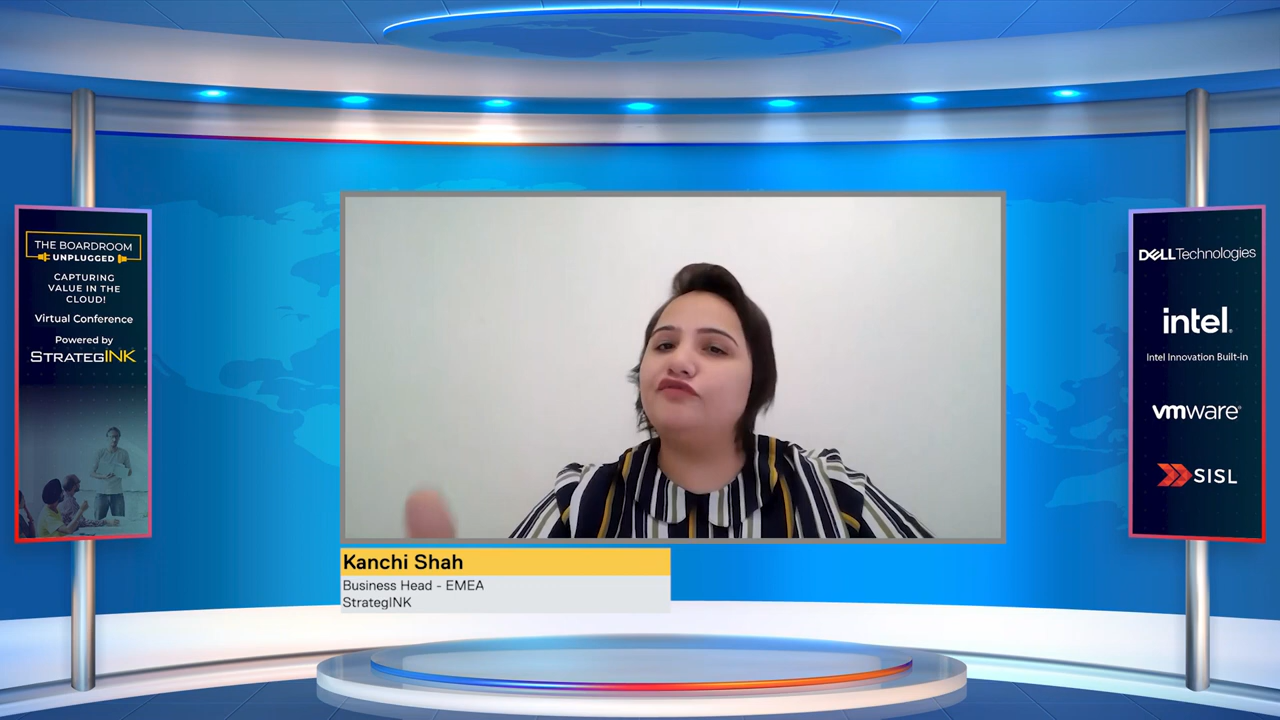 THE BOARDROOM
UNPLUGGED
CAPTURING
VALUE IN THE
CLOUD!
Virtual Conference
Powered by
STRATEGINK
Kanchi Shah
Business Head - EMEA
StrategINK
DELLTechnologies
intel.
Intel Innovation Built-in
vmware®
SISL